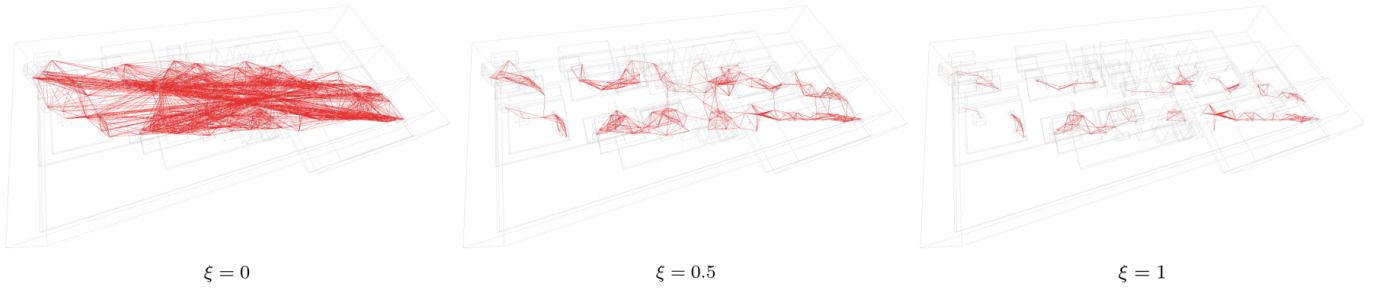 ξ = 0
ξ = 0.5
ξ = 1